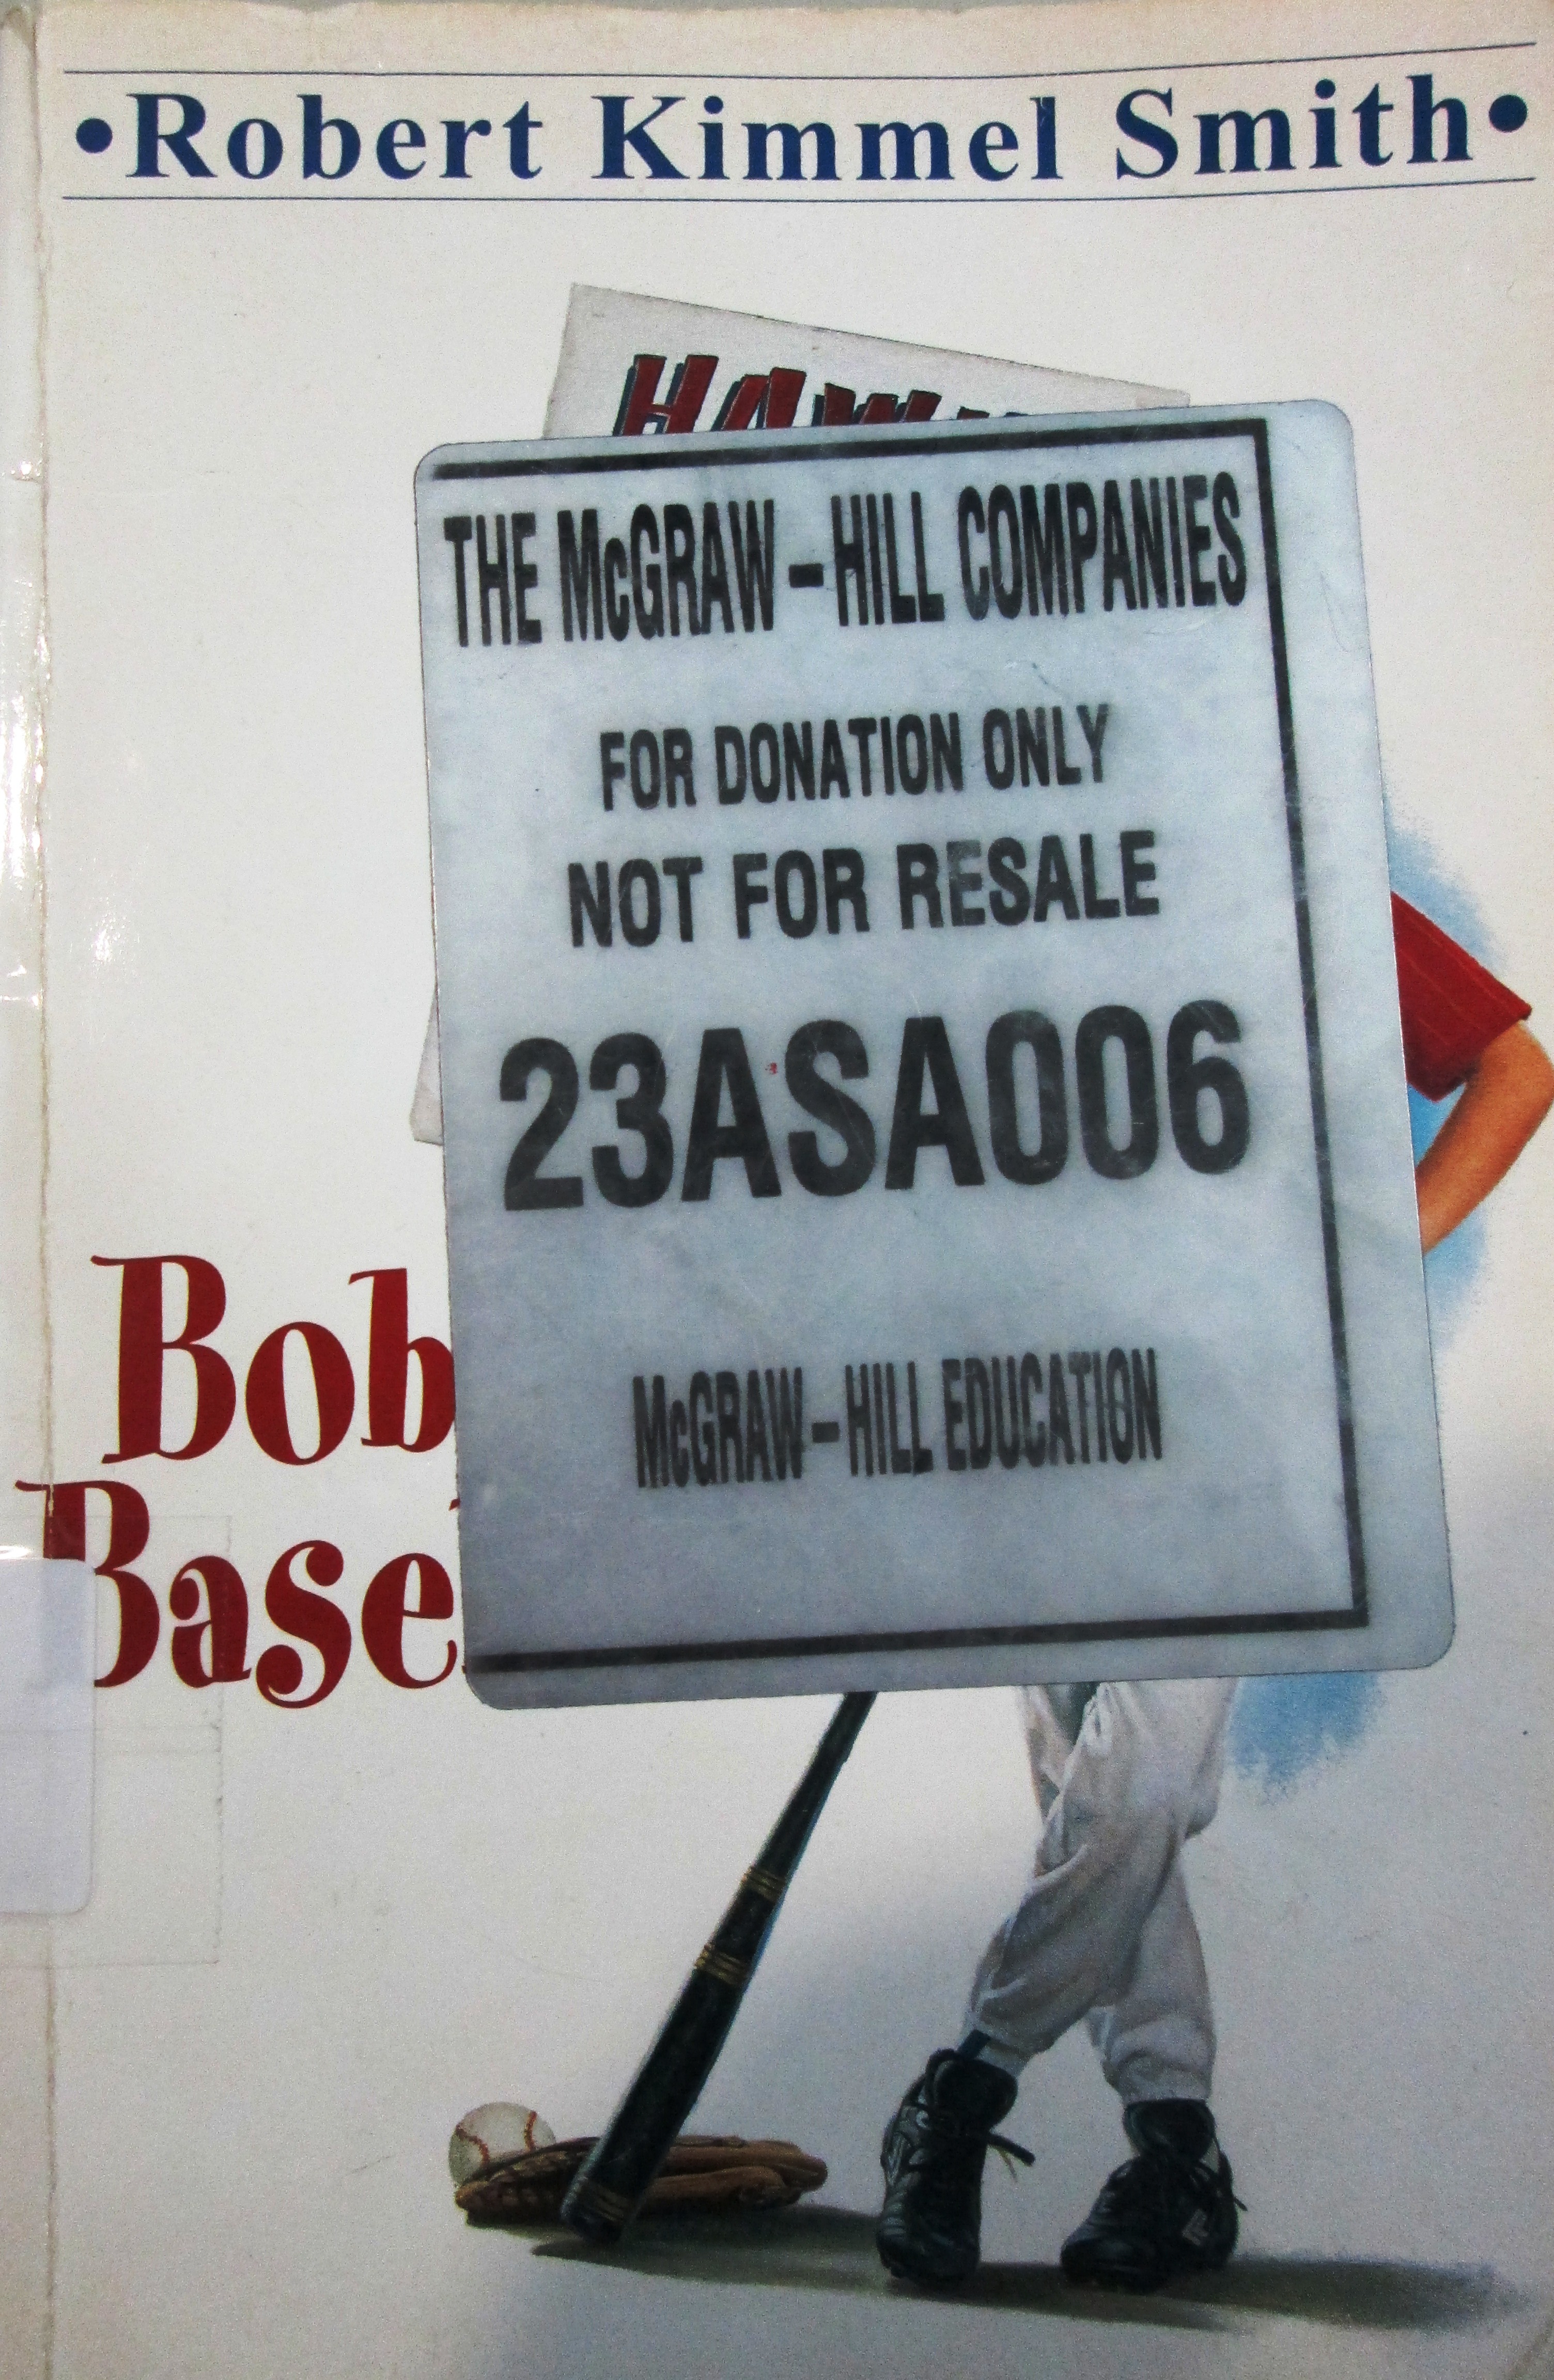 •Robert Kimmel Smith•
THE McGRAW-HILL COMPANIES
FOR DONATION ONLY
NOT FOR RESALE
23ASA006
McGRAW-HILL EDUCATION
Bob
Base